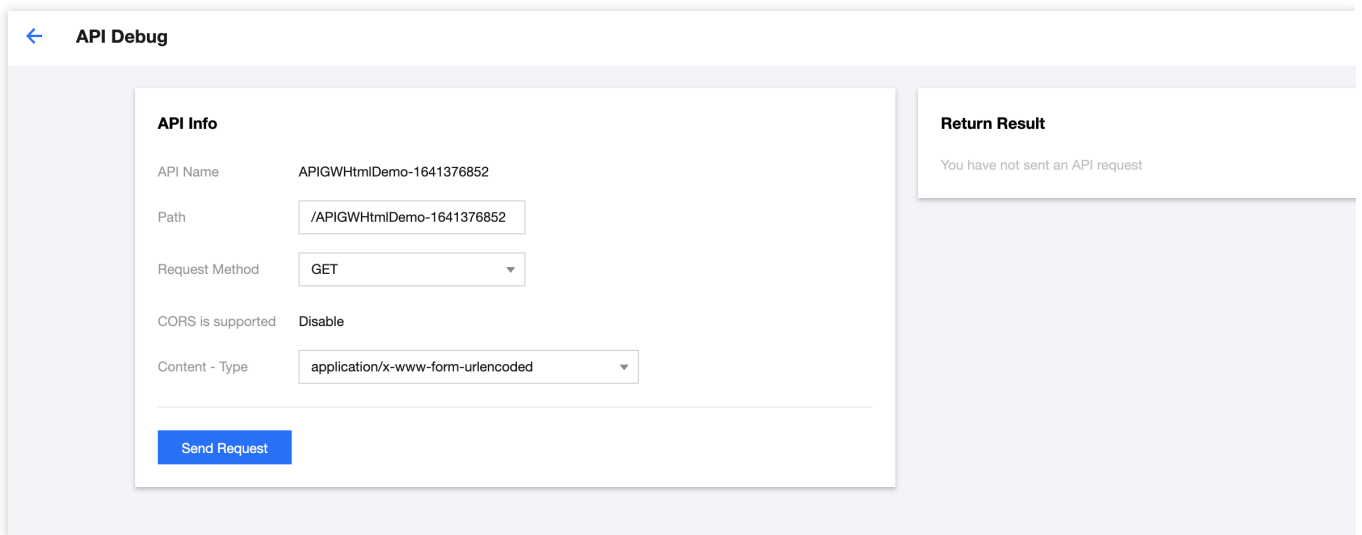 API Debug
API Info
API Name APIGWHtmlDemo-1641376852
Path /APIGWHtmlDemo-1641376852
Request Method GET
CORS is supported Disable
Content - Type application/x-www-form-urlencoded
Send Request
Return Result
You have not sent an API request